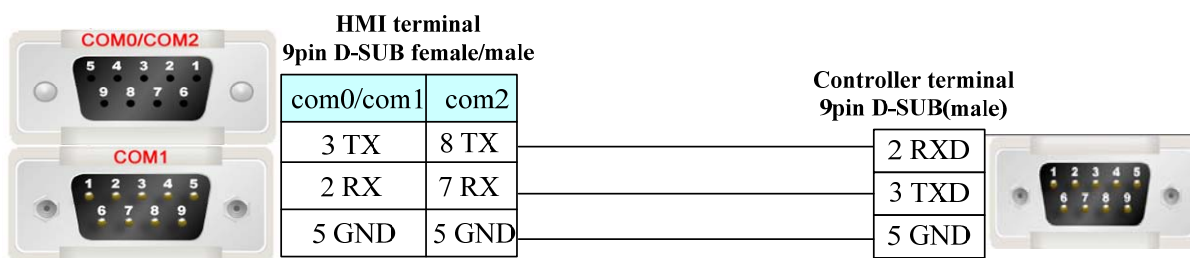 COM0/COM2
5 4 3 2 1
9 8 7 6
COM1
1 2 3 4 5
6 7 8 9
HMI terminal
9pin D-SUB female/male
com0/com1 com2
3 TX 8 TX
2 RX 7 RX
5 GND 5 GND
Controller terminal
9pin D-SUB(male)
2 RXD
3 TXD
5 GND
1 2 3 4 5
6 7 8 9